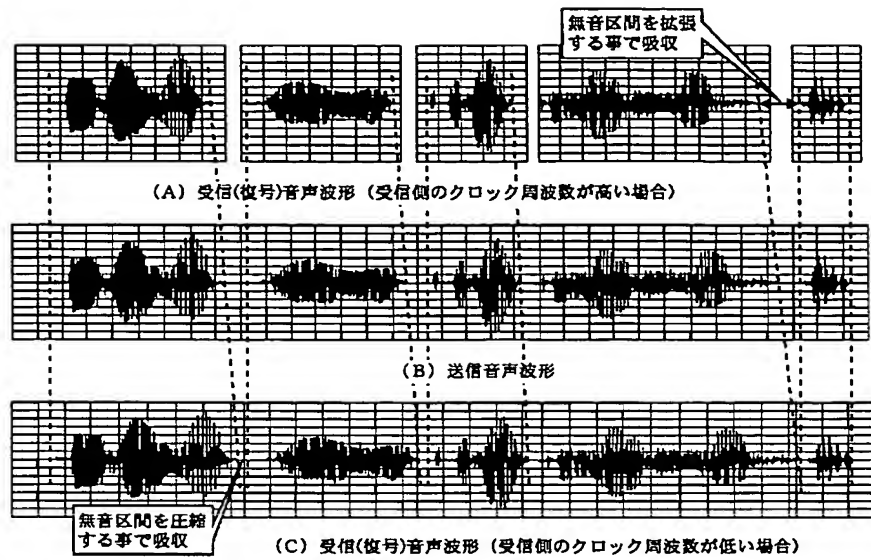 無音区間を拡張
する事で吸収
(A) 受信(復号)音声波形 (受信側のクロック周波数が高い場合)
(B) 送信音声波形
無音区間を圧縮
する事で吸収
(C) 受信(復号)音声波形 (受信側のクロック周波数が低い場合)